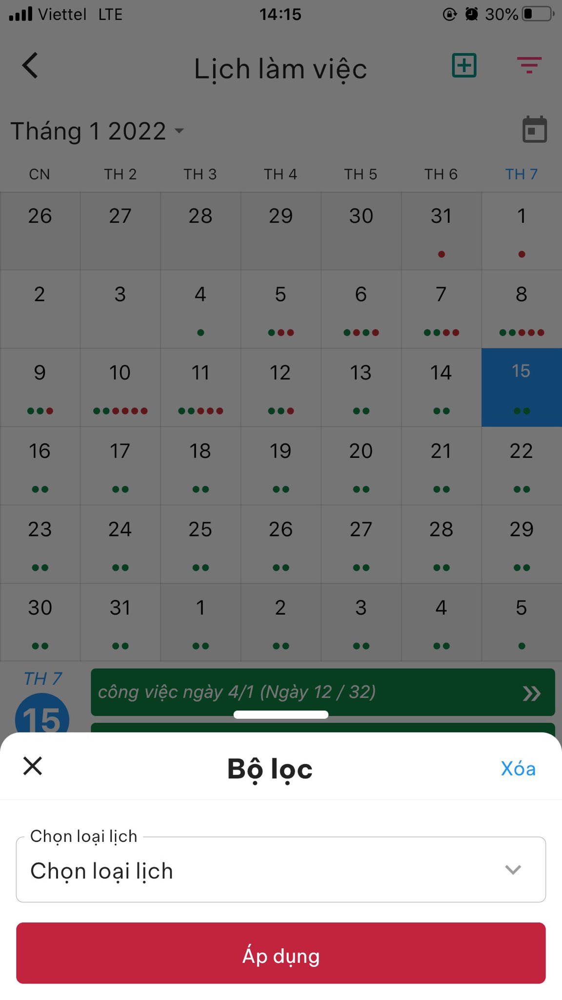 Viettel LTE 14:15 30%
Lịch làm việc
Tháng 1 2022
CN TH 2 TH 3 TH 4 TH 5 TH 6 TH 7
26 27 28 29 30 31 1
2 3 4 5 6 7 8
9 10 11 12 13 14 15
16 17 18 19 20 21 22
23 24 25 26 27 28 29
30 31 1 2 3 4 5
TH 7
công việc ngày 4/1 (Ngày 12 / 32)
15
Bộ lọc Xóa
Chọn loại lịch
Chọn loại lịch
Áp dụng